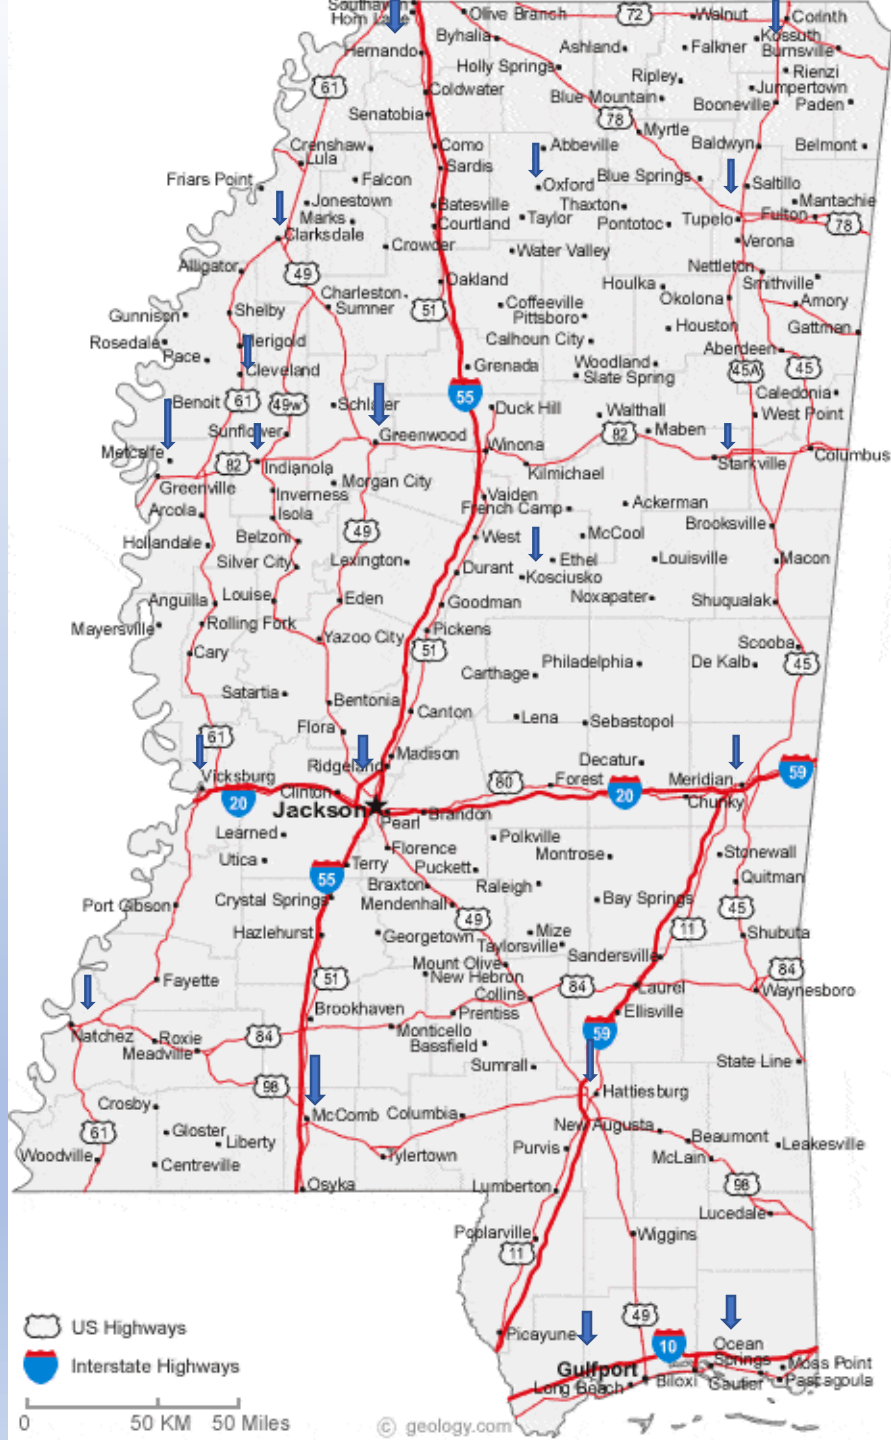 Southaven
Horn Lake
Olive Branch
72
Walnut
Corinth
Byhalia
Kossuth
Hernando
Ashland
Falkner
Burnsville
Holly Springs
Ripley
Rienzi
61
Coldwater
Jumpertown
Blue Mountain
Booneville
Paden
Senatobia
78
Myrtle
Crenshaw
Como
Abbeville
Baldwyn
Belmont
Lula
Sardis
Friars Point
Falcon
Oxford
Blue Springs
Saltillo
Jonestown
Batesville
Thaxton
Mantachie
Marks
Courtland
Taylor
Pontotoc
Tupelo
Fulton
78
Clarksdale
Crowder
Water Valley
Verona
Alligator
49
Nettleton
Oakland
Houlka
Smithville
Charleston
Okolona
Amory
Shelby
Sumner
51
Coffeeville
Gunnison
Pittsboro
Houston
Gattman
Rosedale
Merigold
Calhoun City
Aberdeen
Pace
Cleveland
Grenada
Woodland
Slate Spring
45A
45
55
Caledonia
Benoit
61
49w
Schlater
Duck Hill
Walthall
West Point
Sunflower
Greenwood
82
Maben
Metcalfe
82
Indianola
Winona
Starkville
Columbus
Kilmichael
Greenville
Morgan City
Inverness
Vaiden
Arcola
Isola
French Camp
Ackerman
49
Brooksville
Hollandale
Belzoni
West
McCool
Silver City
Lexington
Ethel
Louisville
Macon
Durant
Kosciusko
Anguilla
Louise
Eden
Goodman
Noxapater
Shuqualak
Mayersville
Rolling Fork
Yazoo City
Pickens
51
Scooba
Cary
Philadelphia
De Kalb
45
Carthage
Satartia
Bentonia
Canton
Lena
Sebastopol
61
Flora
Madison
Decatur
Ridgeland
59
Vicksburg
80
Forest
Meridian
20
Clinton
20
Chunky
Jackson
Pearl
Brandon
Learned
Polkville
Florence
Stonewall
Utica
Terry
Montrose
55
Puckett
Quitman
Braxton
Raleigh
Crystal Springs
Mendenhall
Bay Springs
Port Gibson
49
45
11
Hazlehurst
Georgetown
Mize
Shubuta
Taylorsville
Sandersville
Mount Olive
84
Fayette
51
New Hebron
Collins
84
Laurel
Waynesboro
Brookhaven
Prentiss
Ellisville
Natchez
Roxie
84
Monticello
59
Meadville
Bassfield
State Line
Sumrall
98
Hattiesburg
Crosby
McComb
Columbia
61
Gloster
New Augusta
Beaumont
Liberty
Leakesville
Woodville
Centreville
Tylertown
Purvis
McLain
Osyka
Lumberton
98
Lucedale
Poplarville
Wiggins
11
49
US Highways
Picayune
10
Ocean
Springs
Interstate Highways
Gulfport
Moss Point
Long Beach
Biloxi
Gautier
Pascagoula
0
50 KM
50 Miles
© geology.com